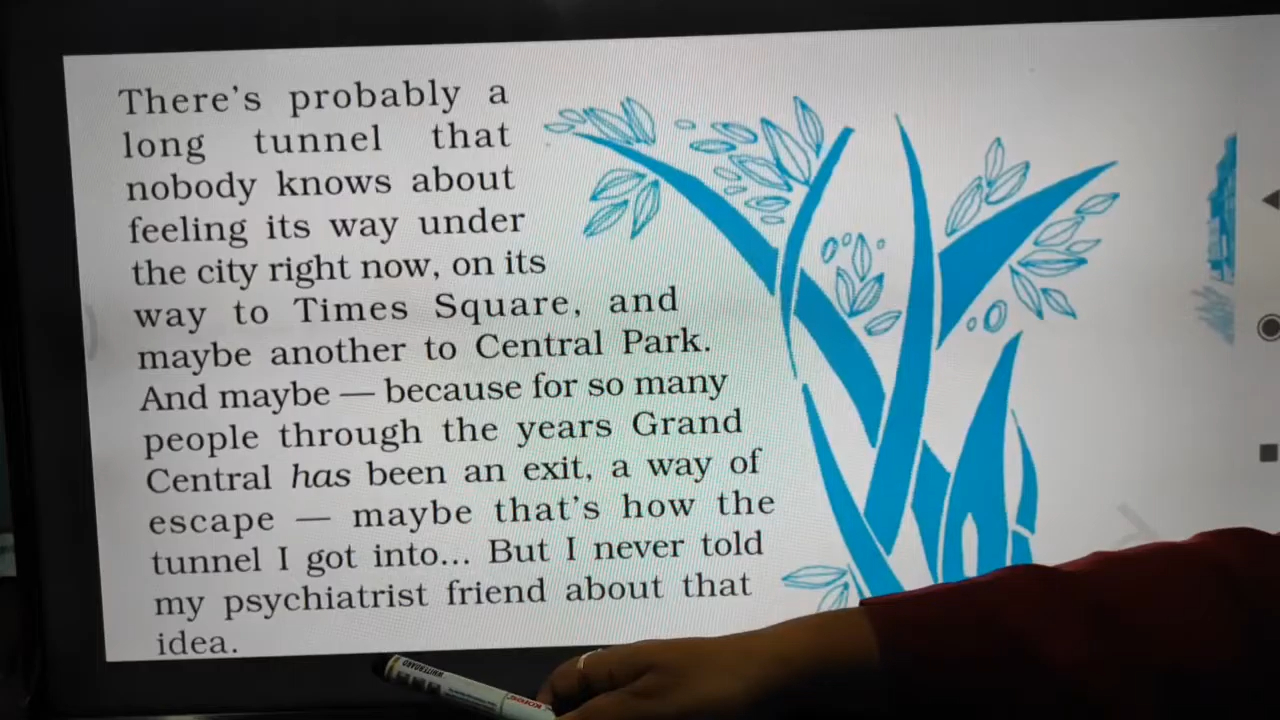 There's probably a
long tunnel that
nobody knows about
feeling its way under
the city right now, on its
way to Times Square, and
maybe another to Central Park.
And maybe — because for so many
people through the years Grand
Central has been an exit, a way of
escape — maybe that's how the
tunnel I got into... But I never told
my psychiatrist friend about that
idea.
WHITEBOARD